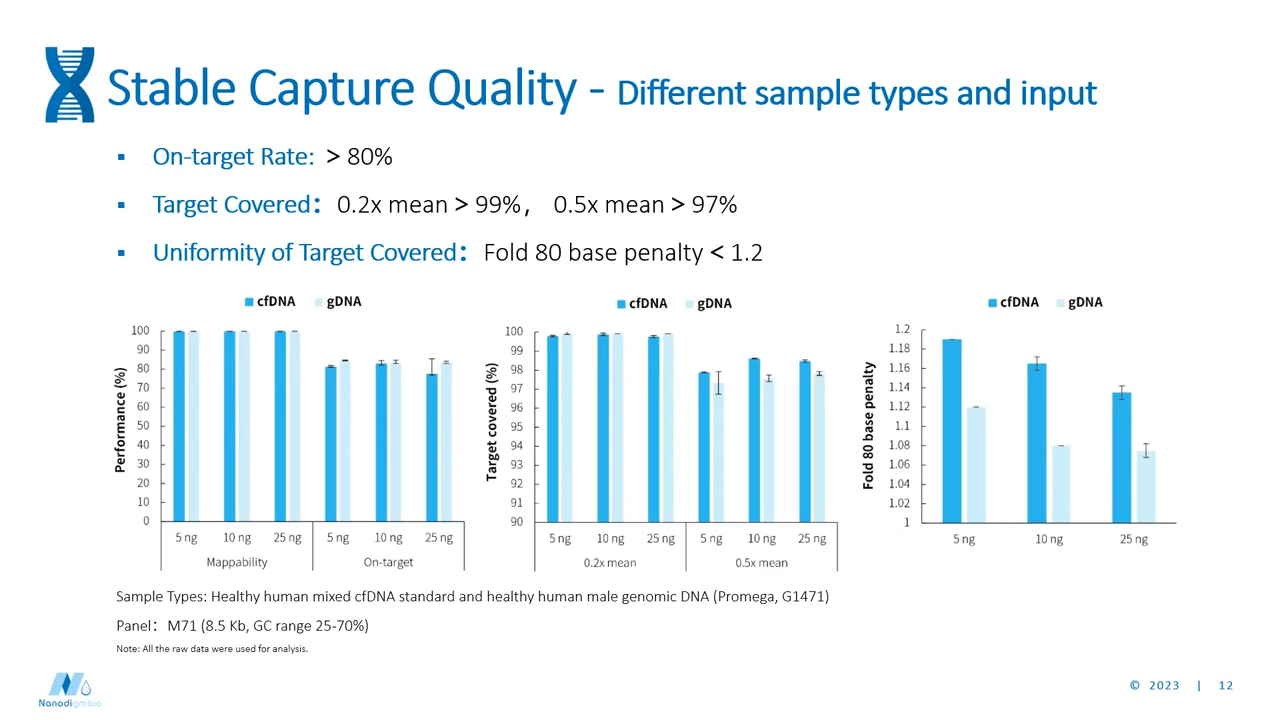 Stable Capture Quality - Different sample types and input
▪ On-target Rate: > 80%
▪ Target Covered：0.2x mean > 99%， 0.5x mean > 97%
▪ Uniformity of Target Covered：Fold 80 base penalty < 1.2
cfDNA gDNA
Performance (%)
100
90
80
70
60
50
40
30
20
10
0
5 ng 10 ng 25 ng 5 ng 10 ng 25 ng
Mappability On-target
cfDNA gDNA
Target covered (%)
100
99
98
97
96
95
94
93
92
91
90
5 ng 10 ng 25 ng 5 ng 10 ng 25 ng
0.2x mean 0.5x mean
cfDNA gDNA
Fold 80 base penalty
1.2
1.18
1.16
1.14
1.12
1.1
1.08
1.06
1.04
1.02
1
5 ng 10 ng 25 ng
Sample Types: Healthy human mixed cfDNA standard and healthy human male genomic DNA (Promega, G1471)
Panel：M71 (8.5 Kb, GC range 25-70%)
Note: All the raw data were used for analysis.
Nanodigmbio
© 2023 | 12